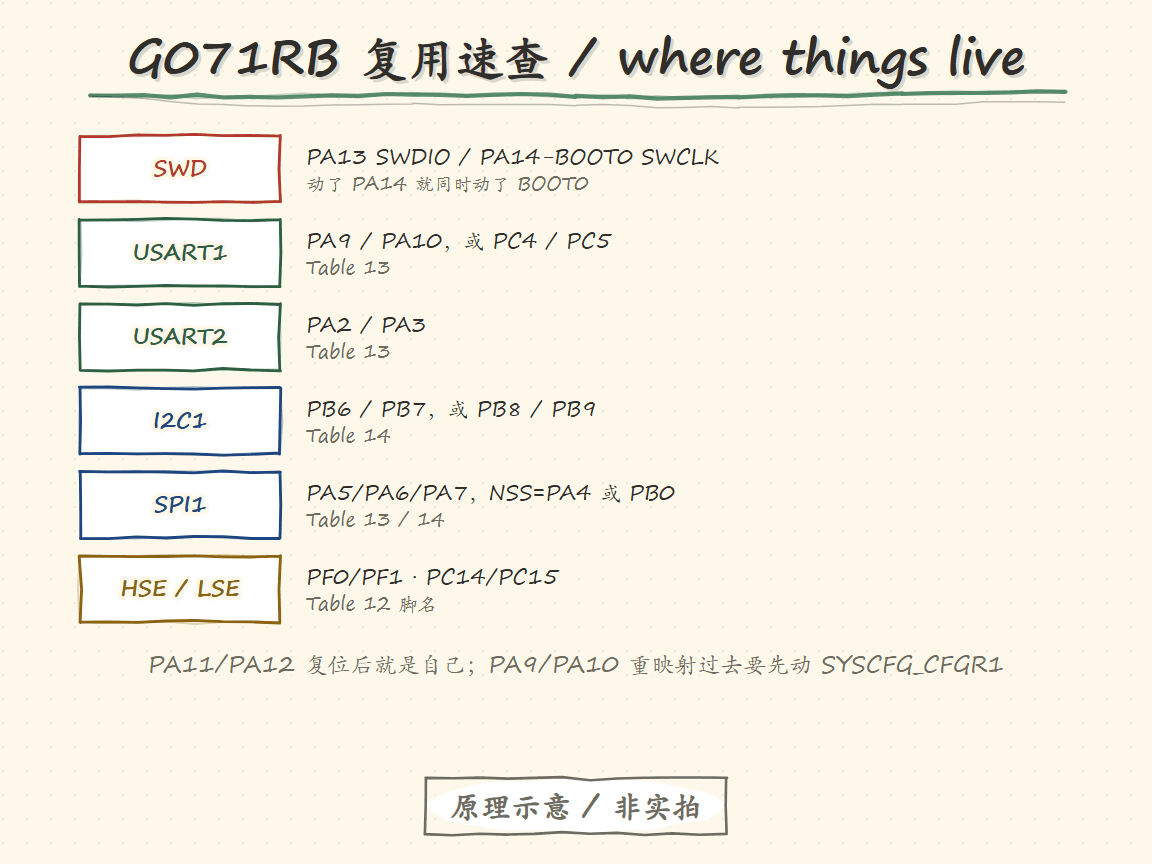 G071RB 复用速查 / where things live
SWD
PA13 SWDIO / PA14-BOOT0 SWCLK
动了 PA14 就同时动了 BOOT0
USART1
PA9 / PA10，或 PC4 / PC5
Table 13
USART2
PA2 / PA3
Table 13
I2C1
PB6 / PB7，或 PB8 / PB9
Table 14
SPI1
PA5/PA6/PA7，NSS=PA4 或 PB0
Table 13 / 14
HSE / LSE
PF0/PF1 · PC14/PC15
Table 12 脚名
PA11/PA12 复位后就是自己；PA9/PA10 重映射过去要先动 SYSCFG_CFGR1
原理示意 / 非实拍